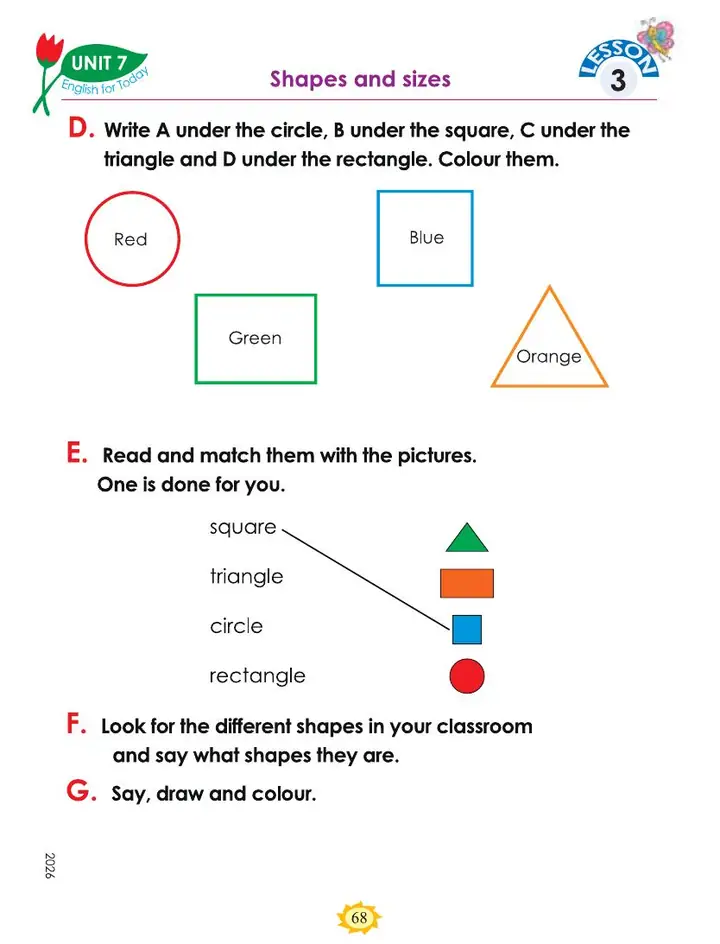 UNIT 7
English for Today
Shapes and sizes
LESSON
3
D. Write A under the circle, B under the square, C under the
triangle and D under the rectangle. Colour them.
Red
Blue
Green
Orange
E. Read and match them with the pictures.
One is done for you.
square
triangle
circle
rectangle
F. Look for the different shapes in your classroom
and say what shapes they are.
G. Say, draw and colour.
2026
68